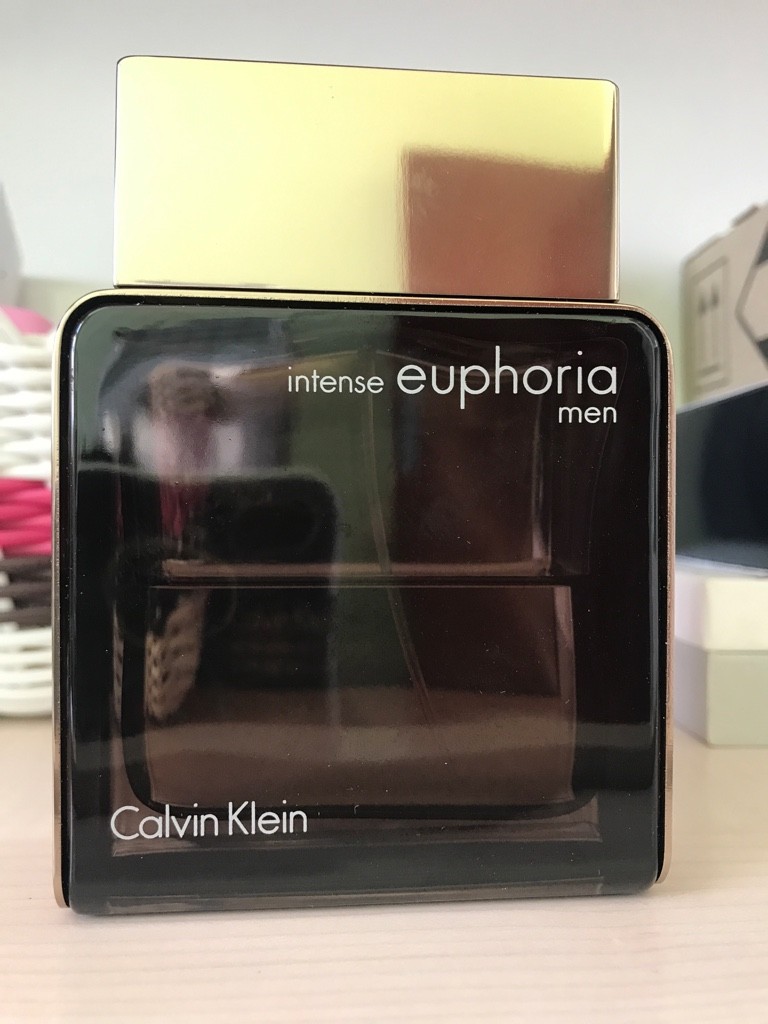 intense euphoria
men
Calvin Klein